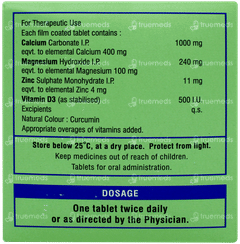 For Therapeutic Use
Each film coated tablet contains :
Calcium Carbonate I.P. 1000 mg
eqvt. to elemental Calcium 400 mg
Magnesium Hydroxide I.P. 240 mg
eqvt. to elemental Magnesium 100 mg
Zinc Sulphate Monohydrate I.P. 11 mg
eqvt. to elemental Zinc 4 mg
Vitamin D3 (as stabilised) 500 I.U
Excipients q.s.
Natural Colour : Curcumin
Appropriate overages of vitamins added.
Store below 25°C, at a dry place. Protect from light.
Keep medicines out of reach of children.
Tablets for oral administration.
DOSAGE
One tablet twice daily
or as directed by the Physician.